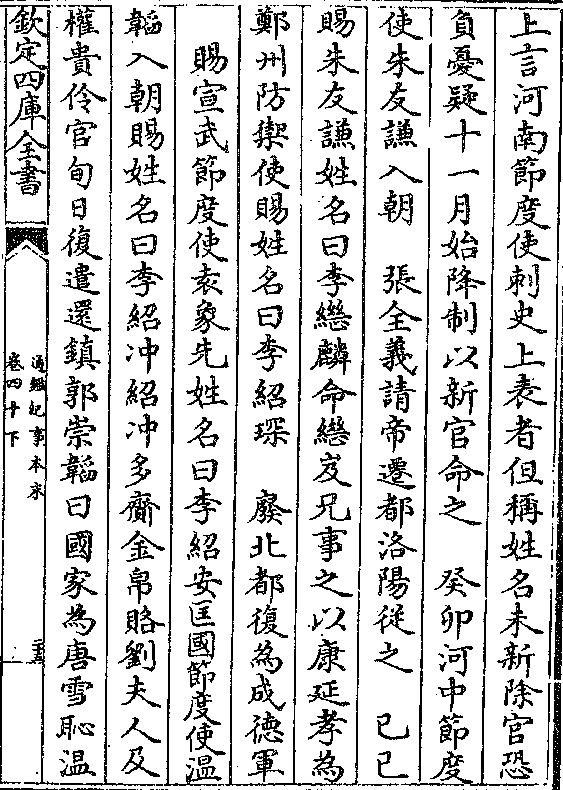 上言河南節度使刺史上表者但稱姓名未新除官恐
負憂疑十一月始降制以新官命之　癸卯河中節度
使朱友謙入朝　張全義請帝遷都洛陽從之　已已
賜朱友謙姓名曰李繼麟命繼岌兄事之以康延孝為
鄭州防禦使賜姓名曰李紹琛　廢北都復為成德軍
賜宣武節度使袁象先姓名曰李紹安匡國節度使溫
韜入朝賜姓名曰李紹冲紹冲多齎金帛賂劉夫人及
權貴伶官旬日復遣還鎮郭崇韜曰國家為唐雪恥溫
欽定四庫全書
通鑑紀事本末
卷四十下